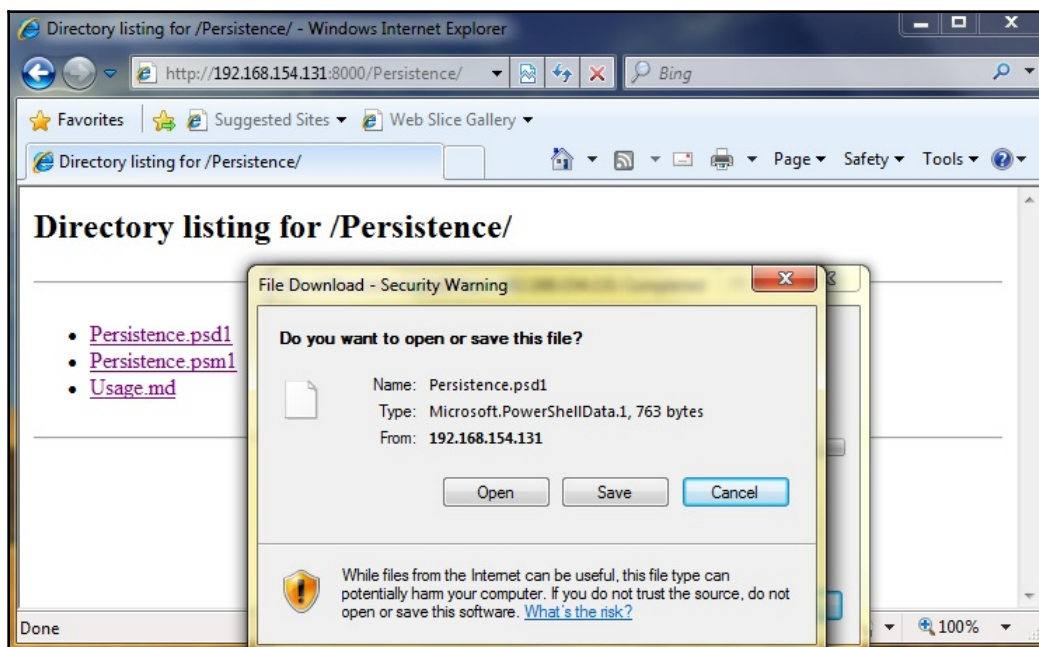 Directory listing for /Persistence/ - Windows Internet Explorer
http://192.168.154.131:8000/Persistence/
Bing
Favorites
Suggested Sites
Web Slice Gallery
Directory listing for /Persistence/
Page
Safety
Tools
Directory listing for /Persistence/
Persistence.psd1
Persistence.psm1
Usage.md
File Download - Security Warning
Do you want to open or save this file?
Name: Persistence.psd1
Type: Microsoft.PowerShellData.1, 763 bytes
From: 192.168.154.131
Open Save Cancel
While files from the Internet can be useful, this file type can
potentially harm your computer. If you do not trust the source, do not
open or save this software. What's the risk?
Done
100%